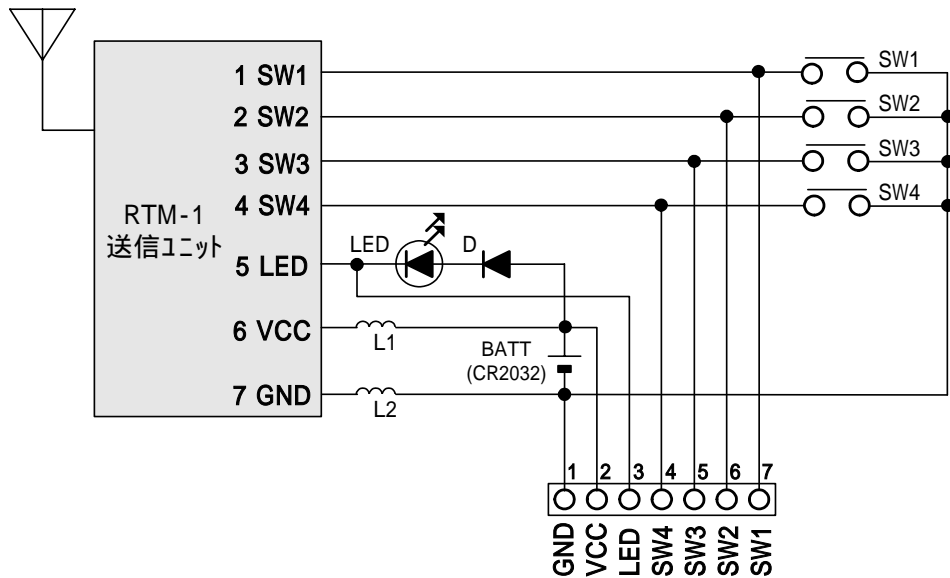 1 SW1
2 SW2
3 SW3
4 SW4
5 LED
6 VCC
7 GND
RTM-1
送信ユニット
LED
D
L1
L2
BATT
(CR2032)
SW1
SW2
SW3
SW4
1 2 3 4 5 6 7
GND
VCC
LED
SW4
SW3
SW2
SW1